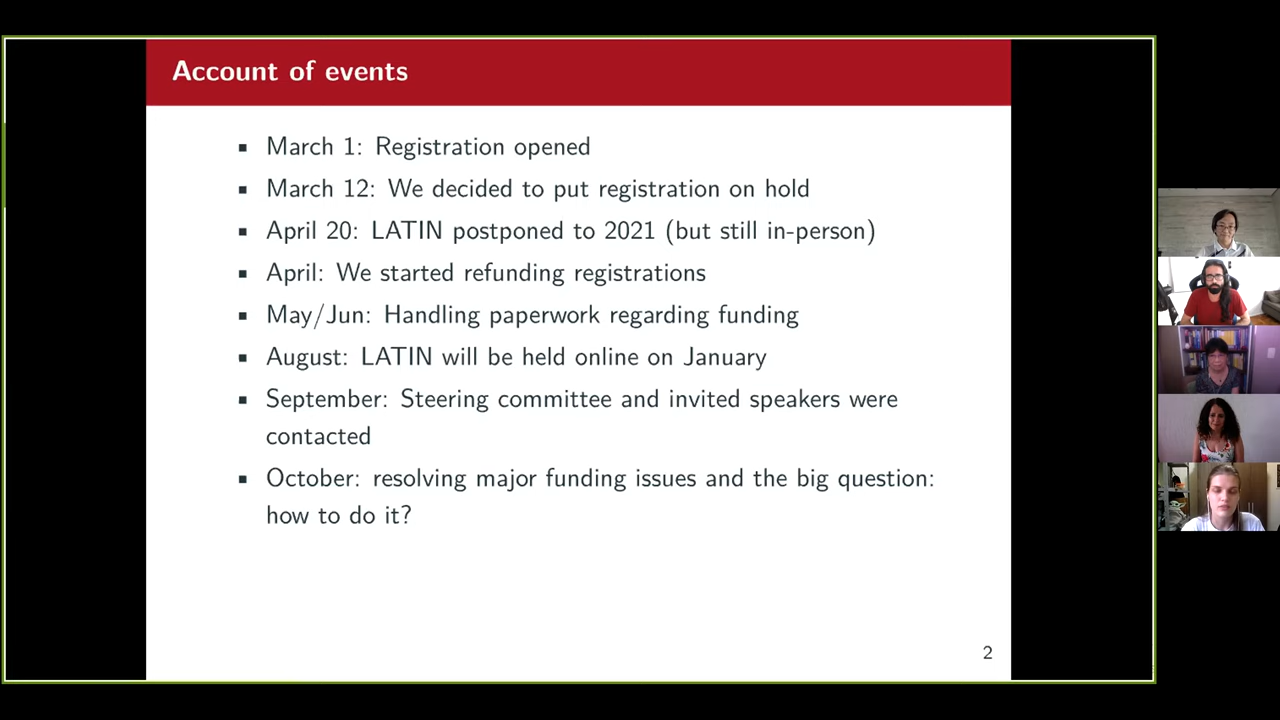 Account of events
▪ March 1: Registration opened
▪ March 12: We decided to put registration on hold
▪ April 20: LATIN postponed to 2021 (but still in-person)
▪ April: We started refunding registrations
▪ May/Jun: Handling paperwork regarding funding
▪ August: LATIN will be held online on January
▪ September: Steering committee and invited speakers were
contacted
▪ October: resolving major funding issues and the big question:
how to do it?
2